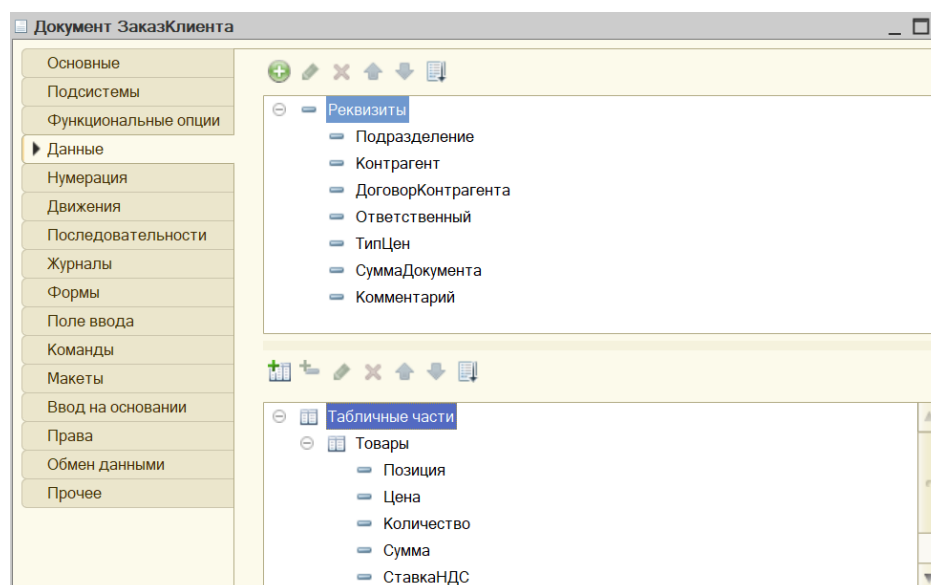 Документ ЗаказКлиента
Основные
Подсистемы
Функциональные опции
Данные
Нумерация
Движения
Последовательности
Журналы
Формы
Поле ввода
Команды
Макеты
Ввод на основании
Права
Обмен данными
Прочее
Реквизиты
Подразделение
Контрагент
ДоговорКонтрагента
Ответственный
ТипЦен
СуммаДокумента
Комментарий
Табличные части
Товары
Позиция
Цена
Количество
Сумма
СтавкаНДС